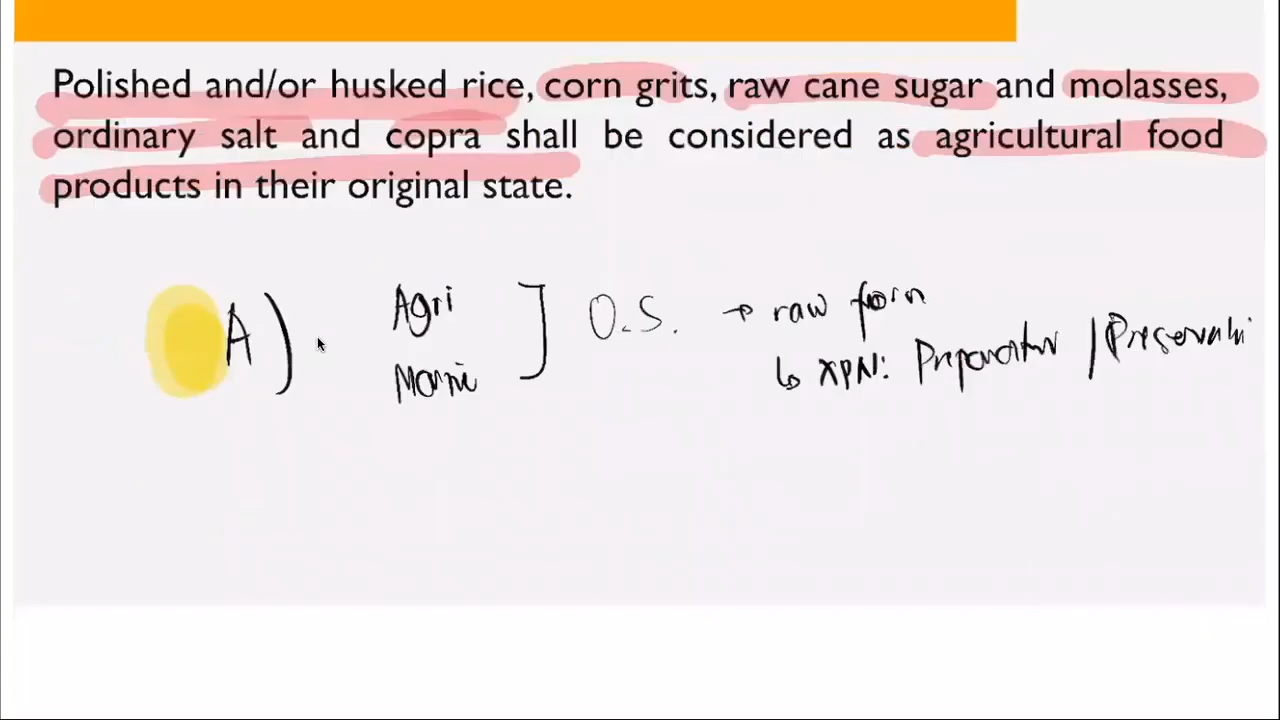 Polished and/or husked rice, corn grits, raw cane sugar and molasses,
ordinary salt and copra shall be considered as agricultural food
products in their original state.
A) . Agri ] O.S. → raw form
Marine ↳ XPN: Preparation / Preservati